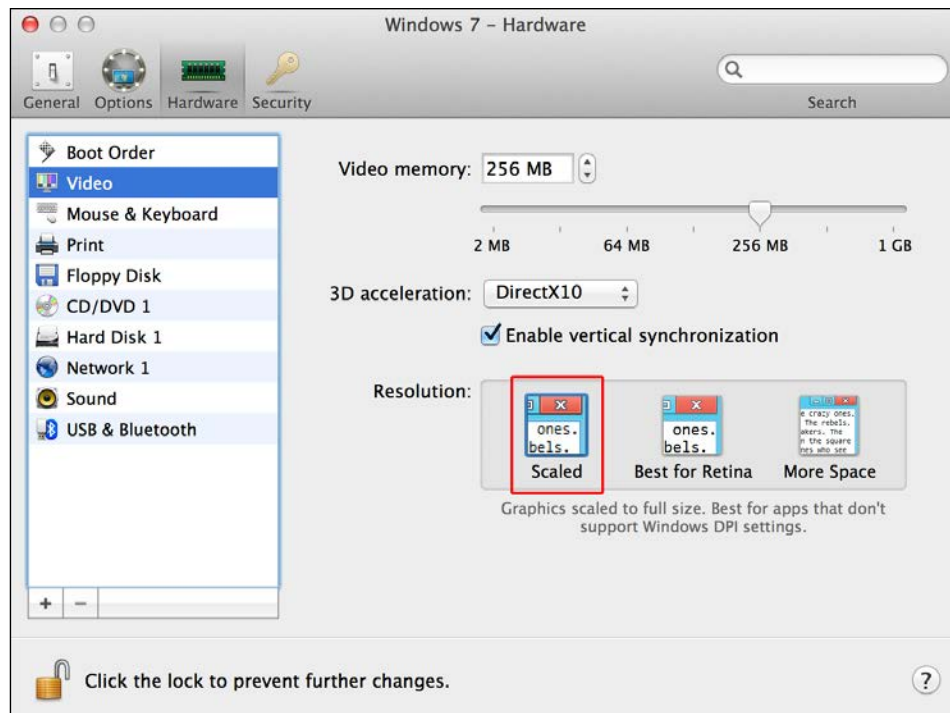 Windows 7 – Hardware
General Options Hardware Security
Search
Boot Order
Video
Mouse & Keyboard
Print
Floppy Disk
CD/DVD 1
Hard Disk 1
Network 1
Sound
USB & Bluetooth
Video memory: 256 MB
2 MB 64 MB 256 MB 1 GB
3D acceleration: DirectX10
Enable vertical synchronization
Resolution:
ones.
bels.
Scaled
ones.
bels.
Best for Retina
e crazy ones.
The rebels.
akers. The
n the square
nes who see
More Space
Graphics scaled to full size. Best for apps that don't
support Windows DPI settings.
+ –
Click the lock to prevent further changes.
?